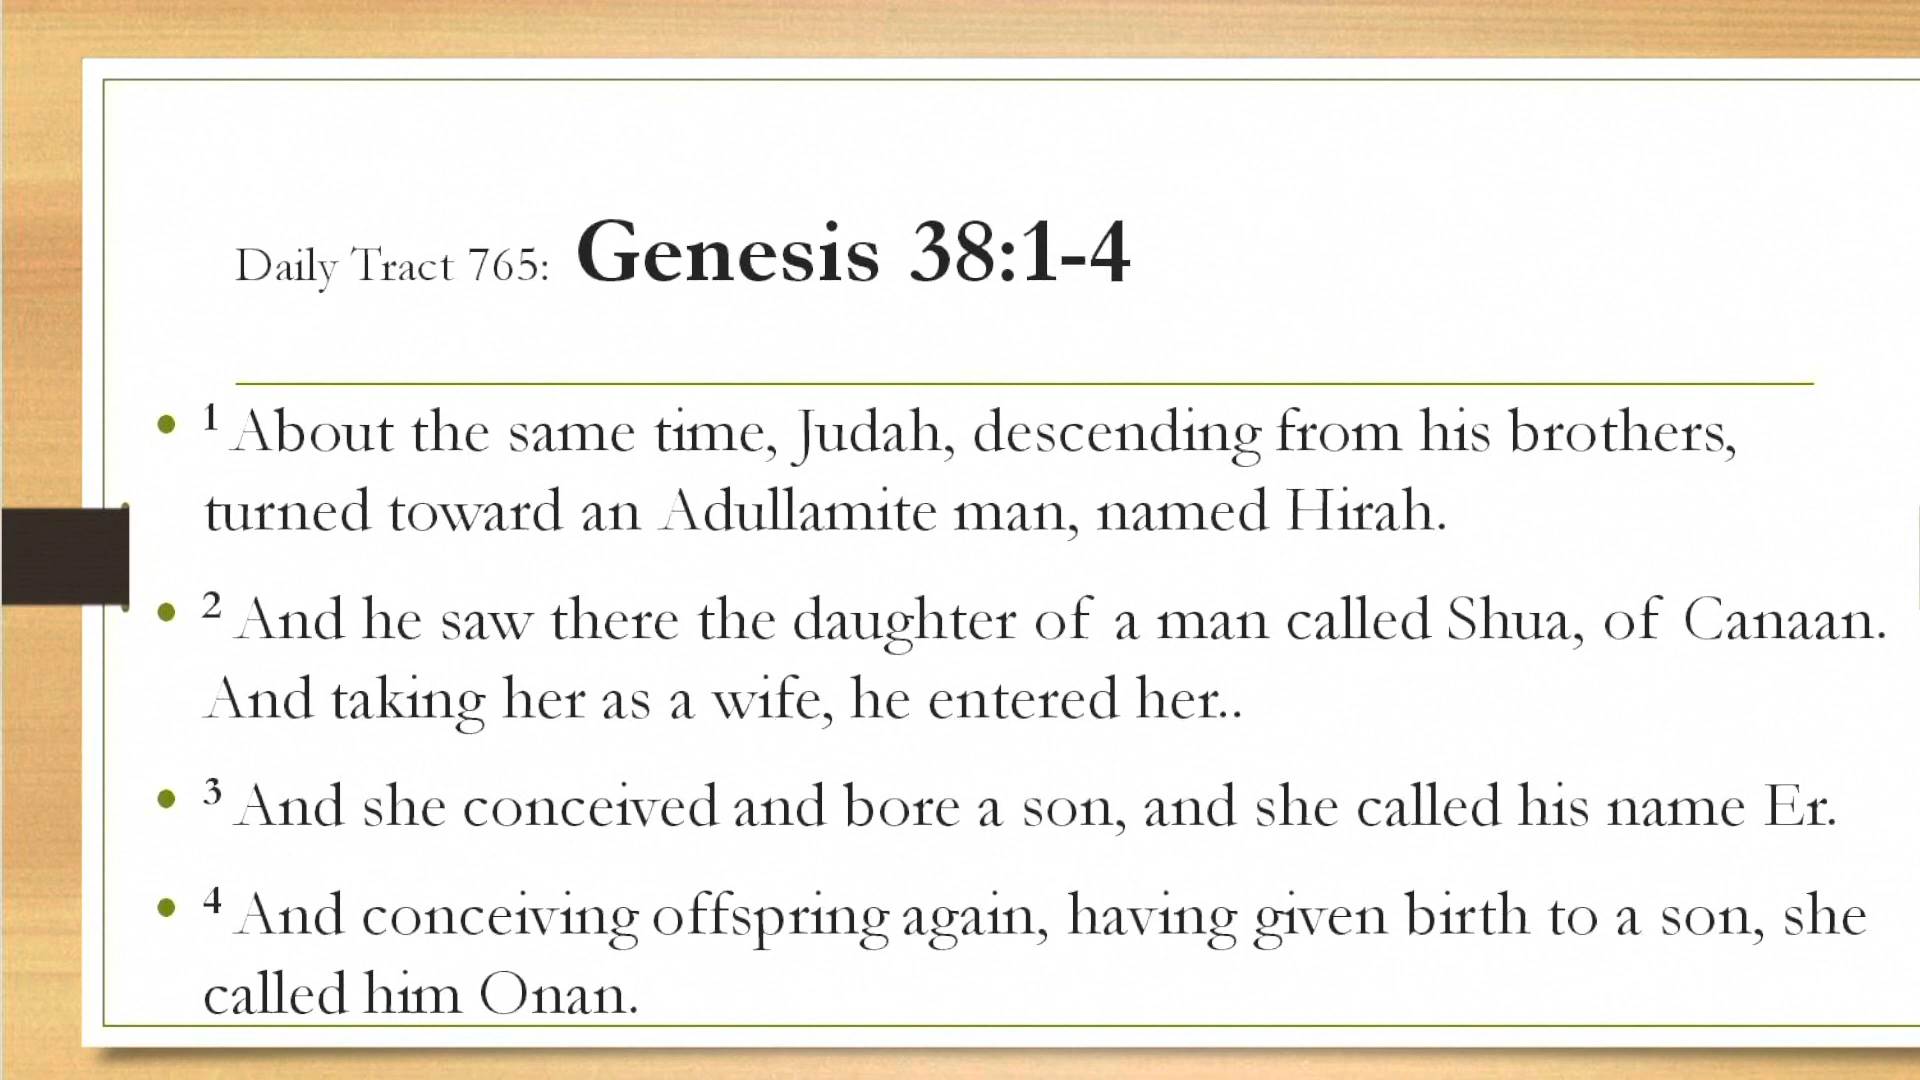 Daily Tract 765: Genesis 38:1-4
• ¹ About the same time, Judah, descending from his brothers,
turned toward an Adullamite man, named Hirah.
• ² And he saw there the daughter of a man called Shua, of Canaan.
And taking her as a wife, he entered her..
• ³ And she conceived and bore a son, and she called his name Er.
• ⁴ And conceiving offspring again, having given birth to a son, she
called him Onan.